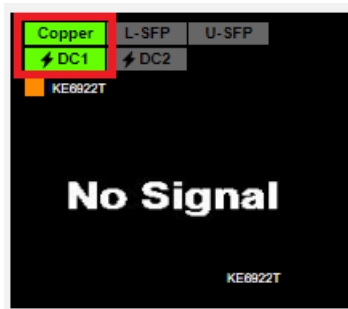 Copper L-SFP U-SFP
DC1 DC2
KE6922T
No Signal
KE6922T